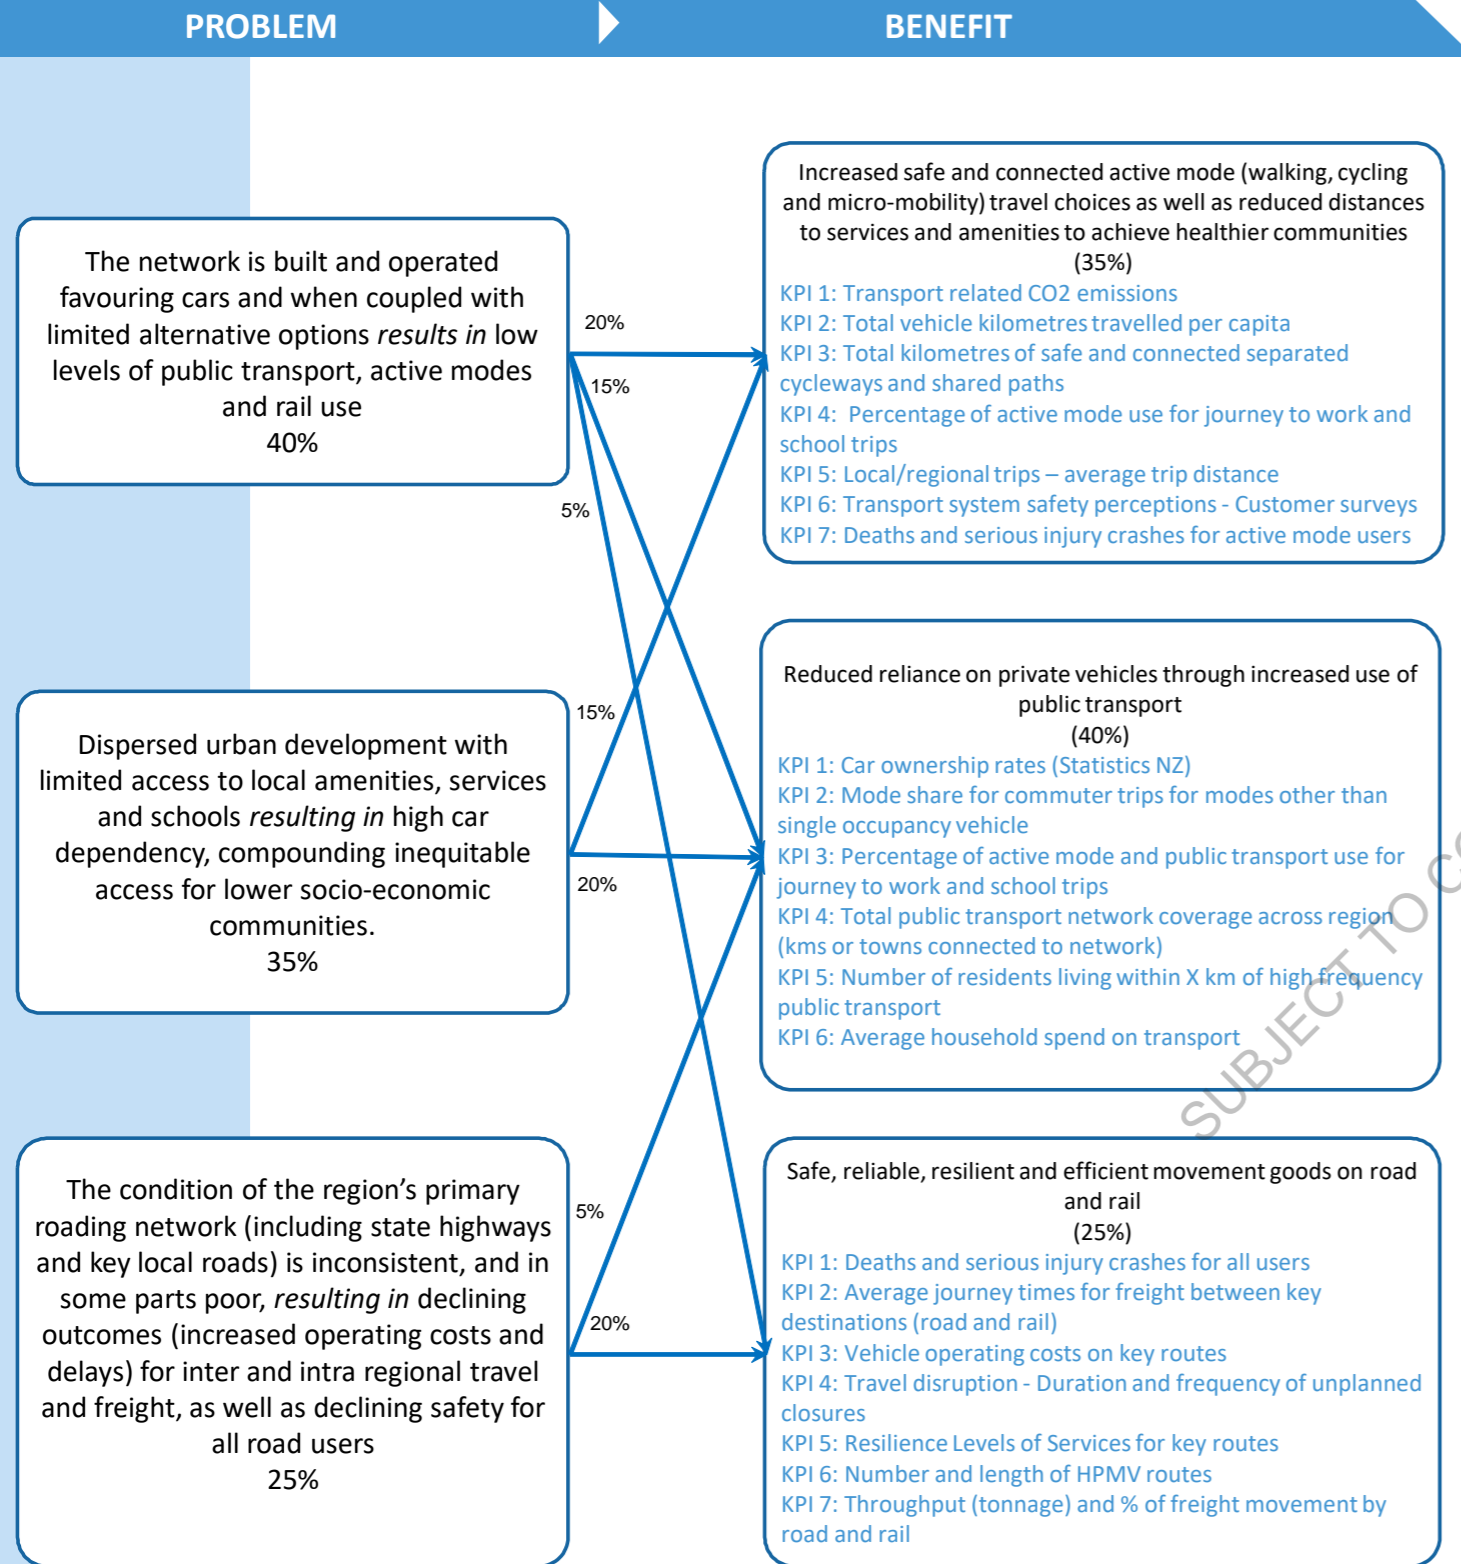 PROBLEM
BENEFIT
The network is built and operated
favouring cars and when coupled with
limited alternative options results in low
levels of public transport, active modes
and rail use
40%
Dispersed urban development with
limited access to local amenities, services
and schools resulting in high car
dependency, compounding inequitable
access for lower socio-economic
communities.
35%
The condition of the region’s primary
roading network (including state highways
and key local roads) is inconsistent, and in
some parts poor, resulting in declining
outcomes (increased operating costs and
delays) for inter and intra regional travel
and freight, as well as declining safety for
all road users
25%
20%
15%
5%
15%
20%
5%
20%
Increased safe and connected active mode (walking, cycling
and micro-mobility) travel choices as well as reduced distances
to services and amenities to achieve healthier communities
(35%)
KPI 1: Transport related CO2 emissions
KPI 2: Total vehicle kilometres travelled per capita
KPI 3: Total kilometres of safe and connected separated
cycleways and shared paths
KPI 4: Percentage of active mode use for journey to work and
school trips
KPI 5: Local/regional trips – average trip distance
KPI 6: Transport system safety perceptions - Customer surveys
KPI 7: Deaths and serious injury crashes for active mode users
Reduced reliance on private vehicles through increased use of
public transport
(40%)
KPI 1: Car ownership rates (Statistics NZ)
KPI 2: Mode share for commuter trips for modes other than
single occupancy vehicle
KPI 3: Percentage of active mode and public transport use for
journey to work and school trips
KPI 4: Total public transport network coverage across region
(kms or towns connected to network)
KPI 5: Number of residents living within X km of high frequency
public transport
KPI 6: Average household spend on transport
Safe, reliable, resilient and efficient movement goods on road
and rail
(25%)
KPI 1: Deaths and serious injury crashes for all users
KPI 2: Average journey times for freight between key
destinations (road and rail)
KPI 3: Vehicle operating costs on key routes
KPI 4: Travel disruption - Duration and frequency of unplanned
closures
KPI 5: Resilience Levels of Services for key routes
KPI 6: Number and length of HPMV routes
KPI 7: Throughput (tonnage) and % of freight movement by
road and rail
SUBJECT TO